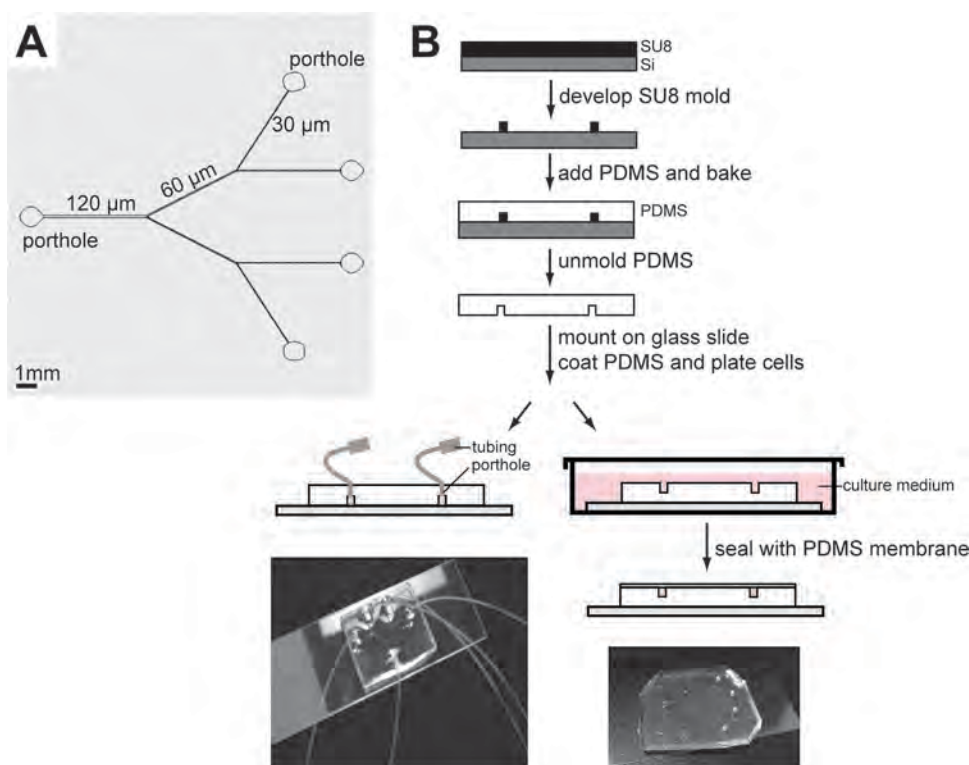 A
porthole
30 µm
60 µm
120 µm
porthole
1mm
B
SU8
Si
develop SU8 mold
add PDMS and bake
PDMS
unmold PDMS
mount on glass slide
coat PDMS and plate cells
tubing
porthole
culture medium
seal with PDMS membrane